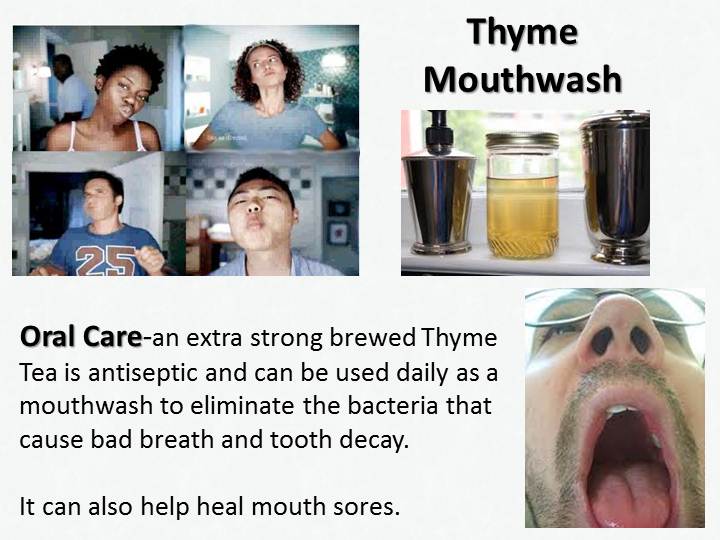 Thyme
Mouthwash
25
Oral Care-an extra strong brewed Thyme
Tea is antiseptic and can be used daily as a
mouthwash to eliminate the bacteria that
cause bad breath and tooth decay.
It can also help heal mouth sores.